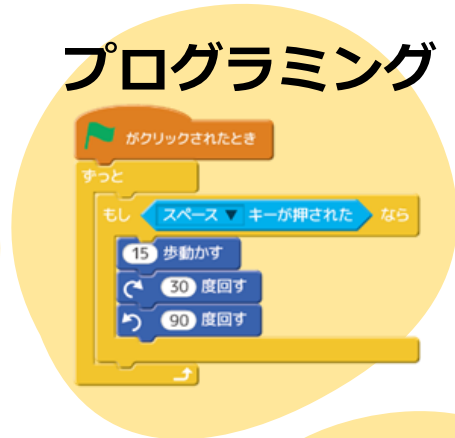 プログラミング
がクリックされたとき
ずっと
もし スペース ▼ キーが押された なら
15 歩動かす
30 度回す
90 度回す